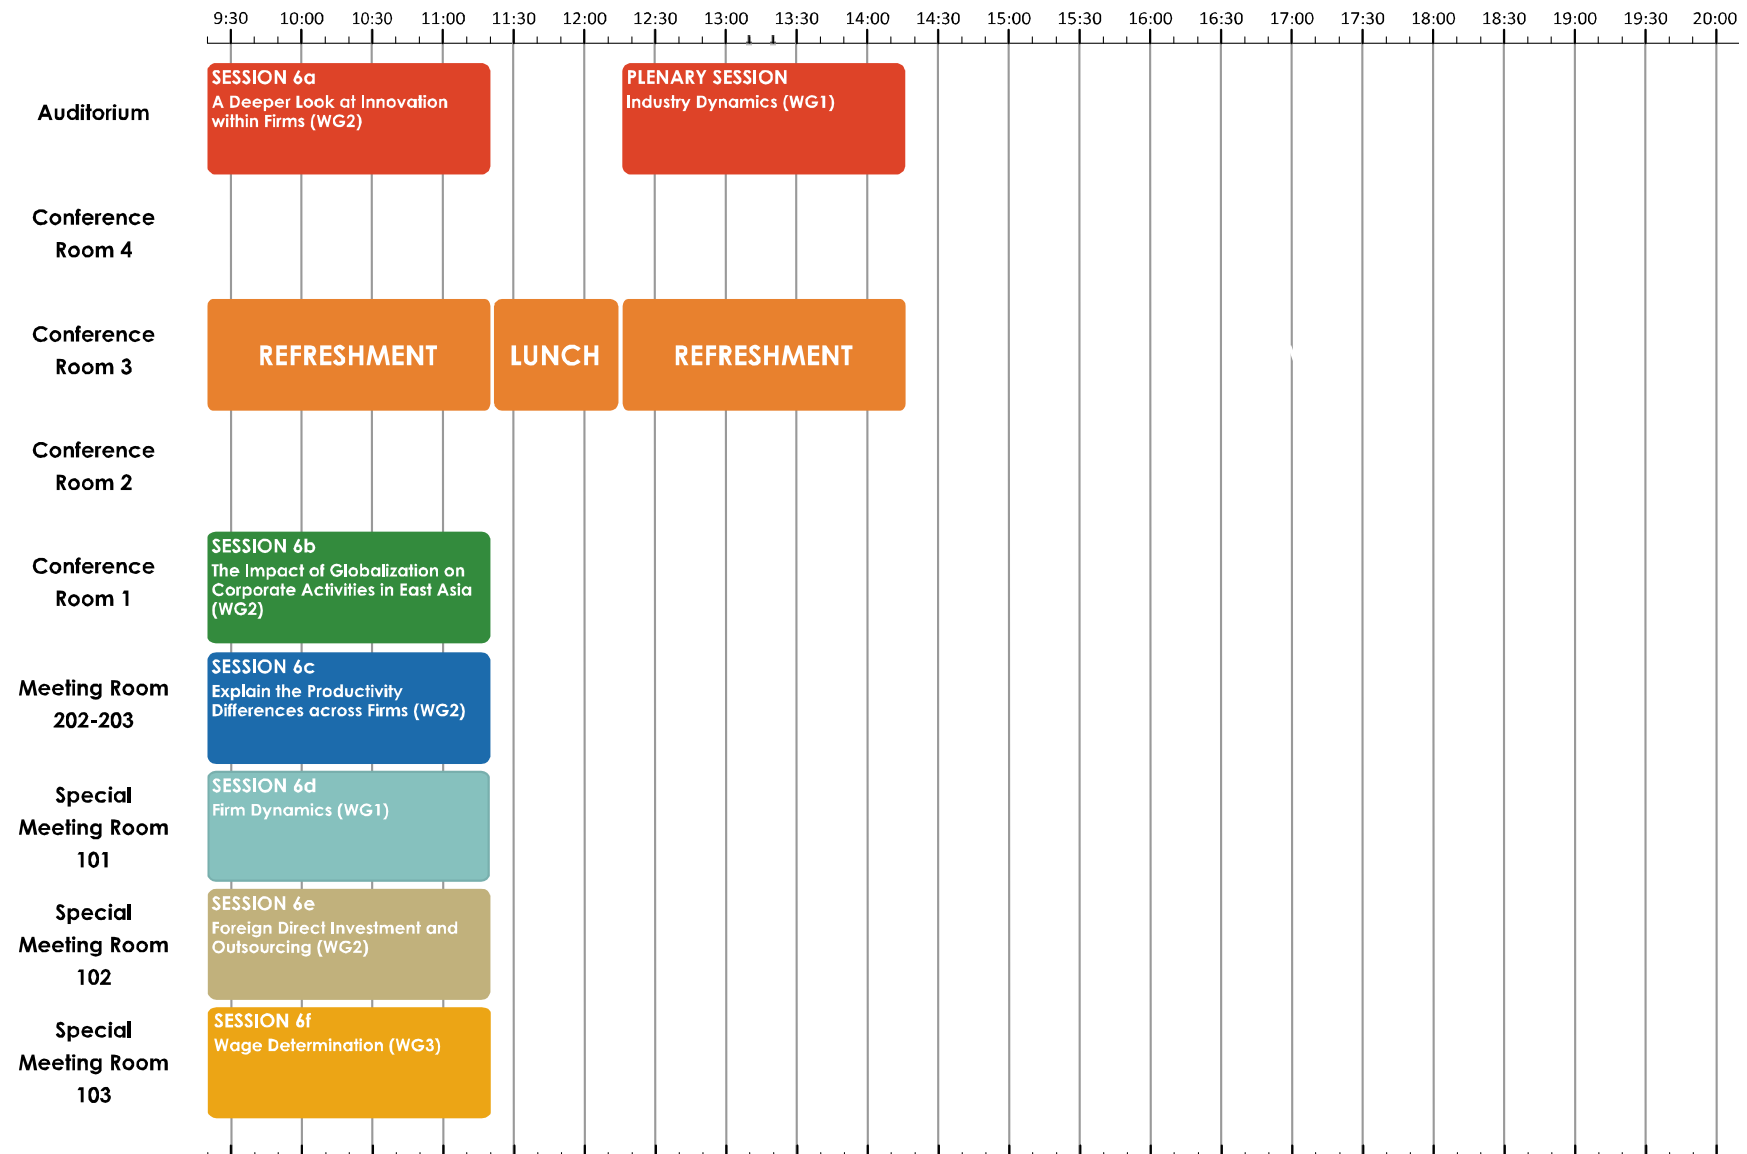 9:30 10:00 10:30 11:00 11:30 12:00 12:30 13:00 13:30 14:00 14:30 15:00 15:30 16:00 16:30 17:00 17:30 18:00 18:30 19:00 19:30 20:00
Auditorium
SESSION 6a
A Deeper Look at Innovation
within Firms (WG2)
PLENARY SESSION
Industry Dynamics (WG1)
Conference
Room 4
Conference
Room 3
REFRESHMENT
LUNCH
REFRESHMENT
Conference
Room 2
Conference
Room 1
SESSION 6b
The Impact of Globalization on
Corporate Activities in East Asia
(WG2)
Meeting Room
202-203
SESSION 6c
Explain the Productivity
Differences across Firms (WG2)
Special
Meeting Room
101
SESSION 6d
Firm Dynamics (WG1)
Special
Meeting Room
102
SESSION 6e
Foreign Direct Investment and
Outsourcing (WG2)
Special
Meeting Room
103
SESSION 6f
Wage Determination (WG3)